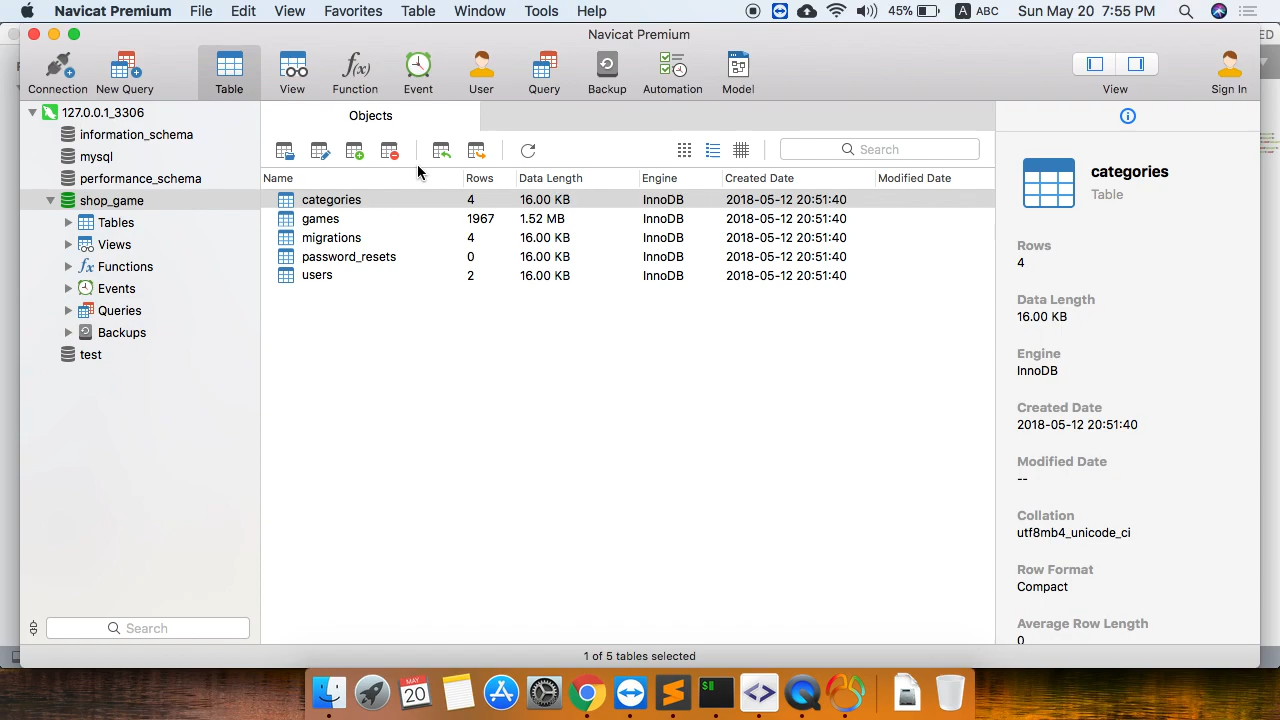 Navicat Premium File Edit View Favorites Table Window Tools Help 45% A ABC Sun May 20 7:55 PM
Navicat Premium
Connection New Query Table View Function Event User Query Backup Automation Model View Sign In
127.0.0.1_3306
information_schema
mysql
performance_schema
shop_game
Tables
Views
Functions
Events
Queries
Backups
test
Search
Objects
Search
Name Rows Data Length Engine Created Date Modified Date
categories 4 16.00 KB InnoDB 2018-05-12 20:51:40
games 1967 1.52 MB InnoDB 2018-05-12 20:51:40
migrations 4 16.00 KB InnoDB 2018-05-12 20:51:40
password_resets 0 16.00 KB InnoDB 2018-05-12 20:51:40
users 2 16.00 KB InnoDB 2018-05-12 20:51:40
categories
Table
Rows
4
Data Length
16.00 KB
Engine
InnoDB
Created Date
2018-05-12 20:51:40
Modified Date
--
Collation
utf8mb4_unicode_ci
Row Format
Compact
Average Row Length
0
1 of 5 tables selected
MAY
20